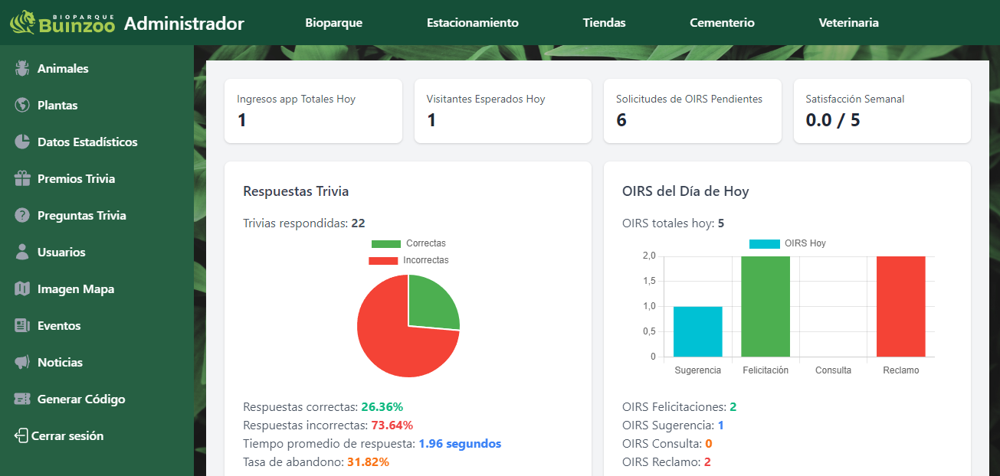 BIOPARQUE
Buinzoo
Administrador
Bioparque
Estacionamiento
Tiendas
Cementerio
Veterinaria
Animales
Plantas
Datos Estadísticos
Premios Trivia
Preguntas Trivia
Usuarios
Imagen Mapa
Eventos
Noticias
Generar Código
Cerrar sesión
Ingresos app Totales Hoy
1
Visitantes Esperados Hoy
1
Solicitudes de OIRS Pendientes
6
Satisfacción Semanal
0.0 / 5
Respuestas Trivia
Trivias respondidas: 22
Correctas
Incorrectas
Respuestas correctas: 26.36%
Respuestas incorrectas: 73.64%
Tiempo promedio de respuesta: 1.96 segundos
Tasa de abandono: 31.82%
OIRS del Día de Hoy
OIRS totales hoy: 5
OIRS Hoy
2,0
1,5
1,0
0,5
0
Sugerencia
Felicitación
Consulta
Reclamo
OIRS Felicitaciones: 2
OIRS Sugerencia: 1
OIRS Consulta: 0
OIRS Reclamo: 2